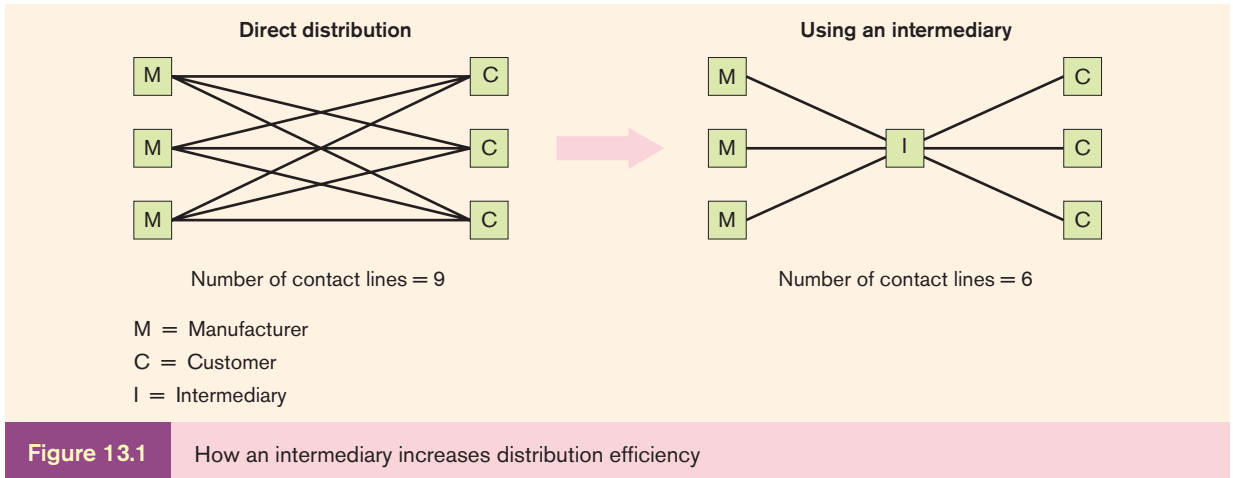 Direct distribution
M
C
M
C
M
C
Number of contact lines = 9
Using an intermediary
M
C
M
I
C
M
C
Number of contact lines = 6
M = Manufacturer
C = Customer
I = Intermediary
Figure 13.1
How an intermediary increases distribution efficiency